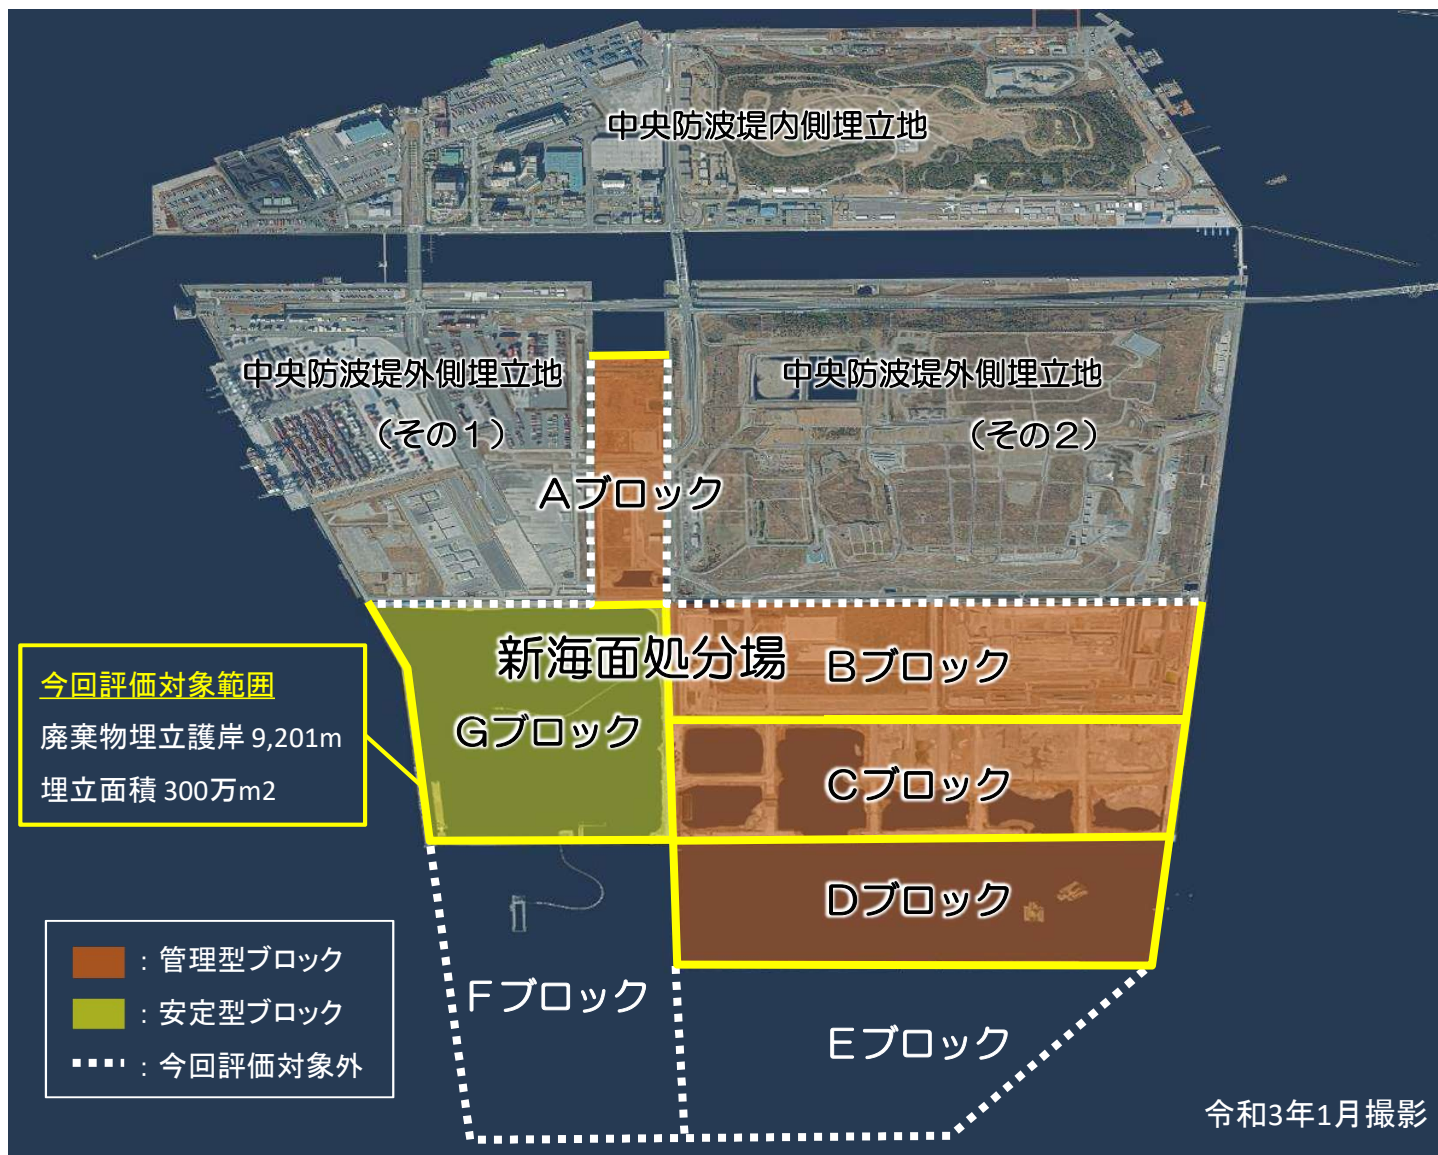 中央防波堤内側埋立地
中央防波堤外側埋立地
（その１）
中央防波堤外側埋立地
（その２）
Ａブロック
新海面処分場
Ｂブロック
Ｇブロック
Ｃブロック
Ｄブロック
Ｆブロック
Ｅブロック
今回評価対象範囲
廃棄物埋立護岸 9,201m
埋立面積 300万m2
：管理型ブロック
：安定型ブロック
：今回評価対象外
令和3年1月撮影